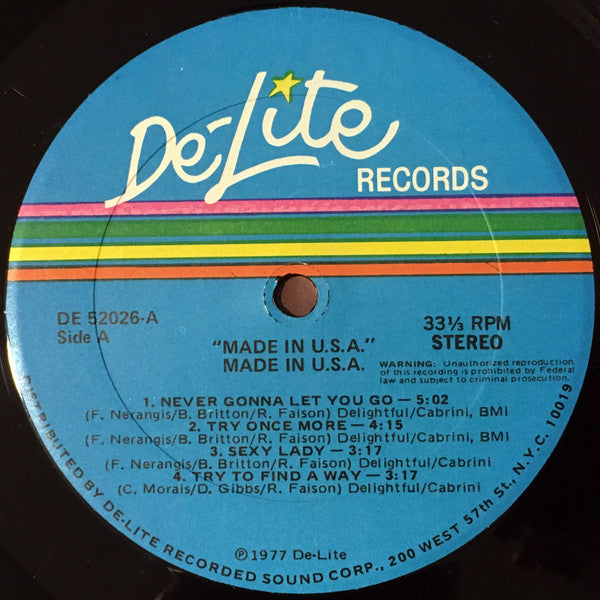 De-Lite
RECORDS
DE 52026-A
Side A
33⅓ RPM
STEREO
"MADE IN U.S.A."
MADE IN U.S.A.
WARNING: Unauthorized reproduction
of this recording is prohibited by Federal
law and subject to criminal prosecution.
1. NEVER GONNA LET YOU GO — 5:02
(F. Nerangis/B. Britton/R. Faison) Delightful/Cabrini, BMI
2. TRY ONCE MORE — 4:15
(F. Nerangis/B. Britton/R. Faison) Delightful/Cabrini, BMI
3. SEXY LADY — 3:17
(F. Nerangis/B. Britton/R. Faison) Delightful/Cabrini
4. TRY TO FIND A WAY — 3:17
(C. Morais/D. Gibbs/R. Faison) Delightful/Cabrini
℗ 1977 De-Lite
DISTRIBUTED BY DE-LITE RECORDED SOUND CORP., 200 WEST 57th St., N.Y.C. 10019